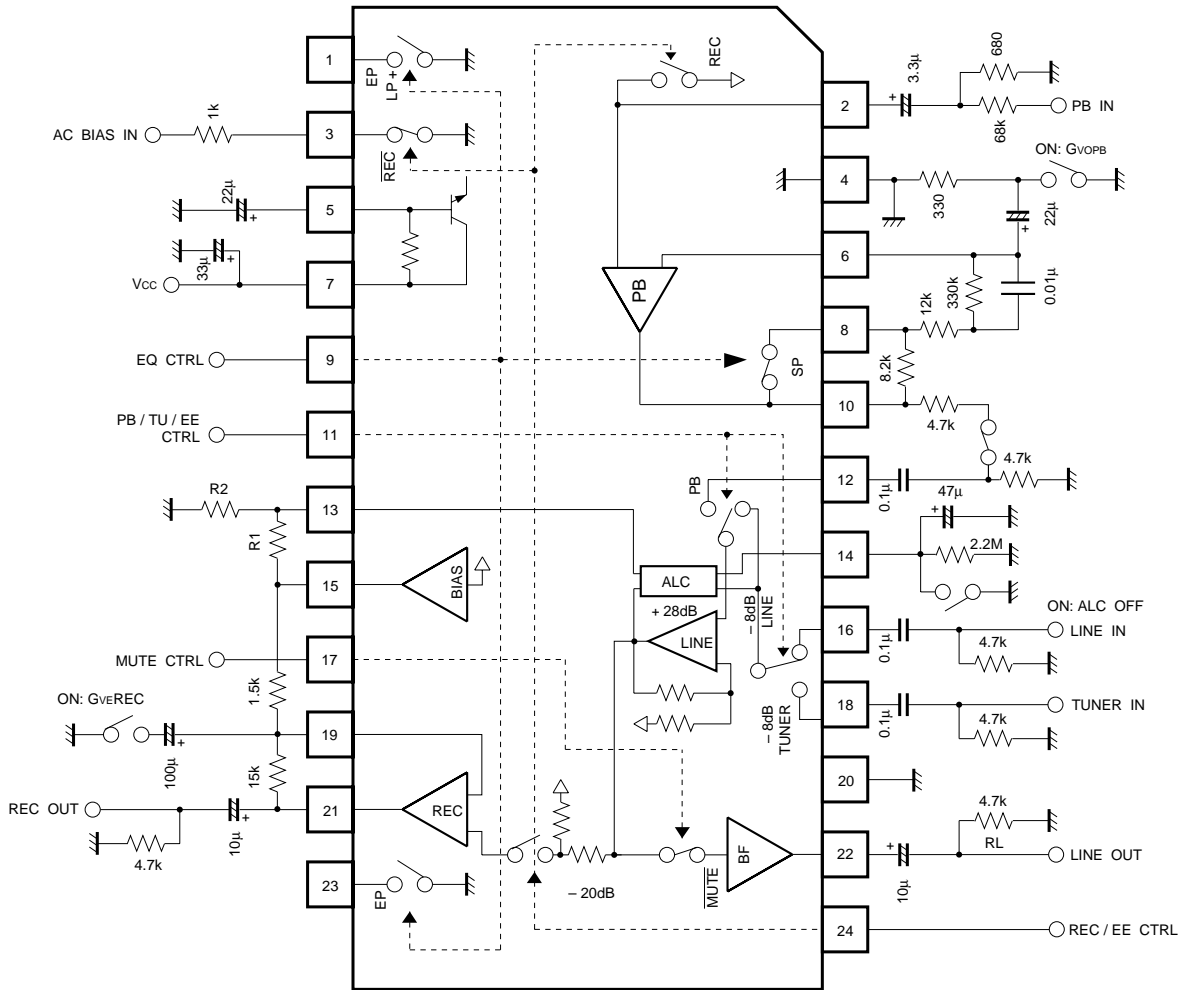 1
EP
LP +
AC BIAS IN
1k
3
REC
22µ
5
33µ
VCC
7
EQ CTRL
9
PB / TU / EE
CTRL
11
R2
13
R1
15
BIAS
MUTE CTRL
17
ON: GVEREC
1.5k
19
100µ
15k
REC OUT
10µ
21
4.7k
REC
23
EP
– 20dB
MUTE
BF
REC
PB
SP
PB
ALC
+ 28dB
LINE
– 8dB
LINE
– 8dB
TUNER
2
3.3µ
680
68k
PB IN
4
330
ON: GVOPB
22µ
6
330k
0.01µ
8
12k
8.2k
10
4.7k
12
0.1µ
4.7k
47µ
14
2.2M
ON: ALC OFF
16
0.1µ
LINE IN
4.7k
18
0.1µ
TUNER IN
4.7k
20
22
10µ
4.7k
RL
LINE OUT
24
REC / EE CTRL